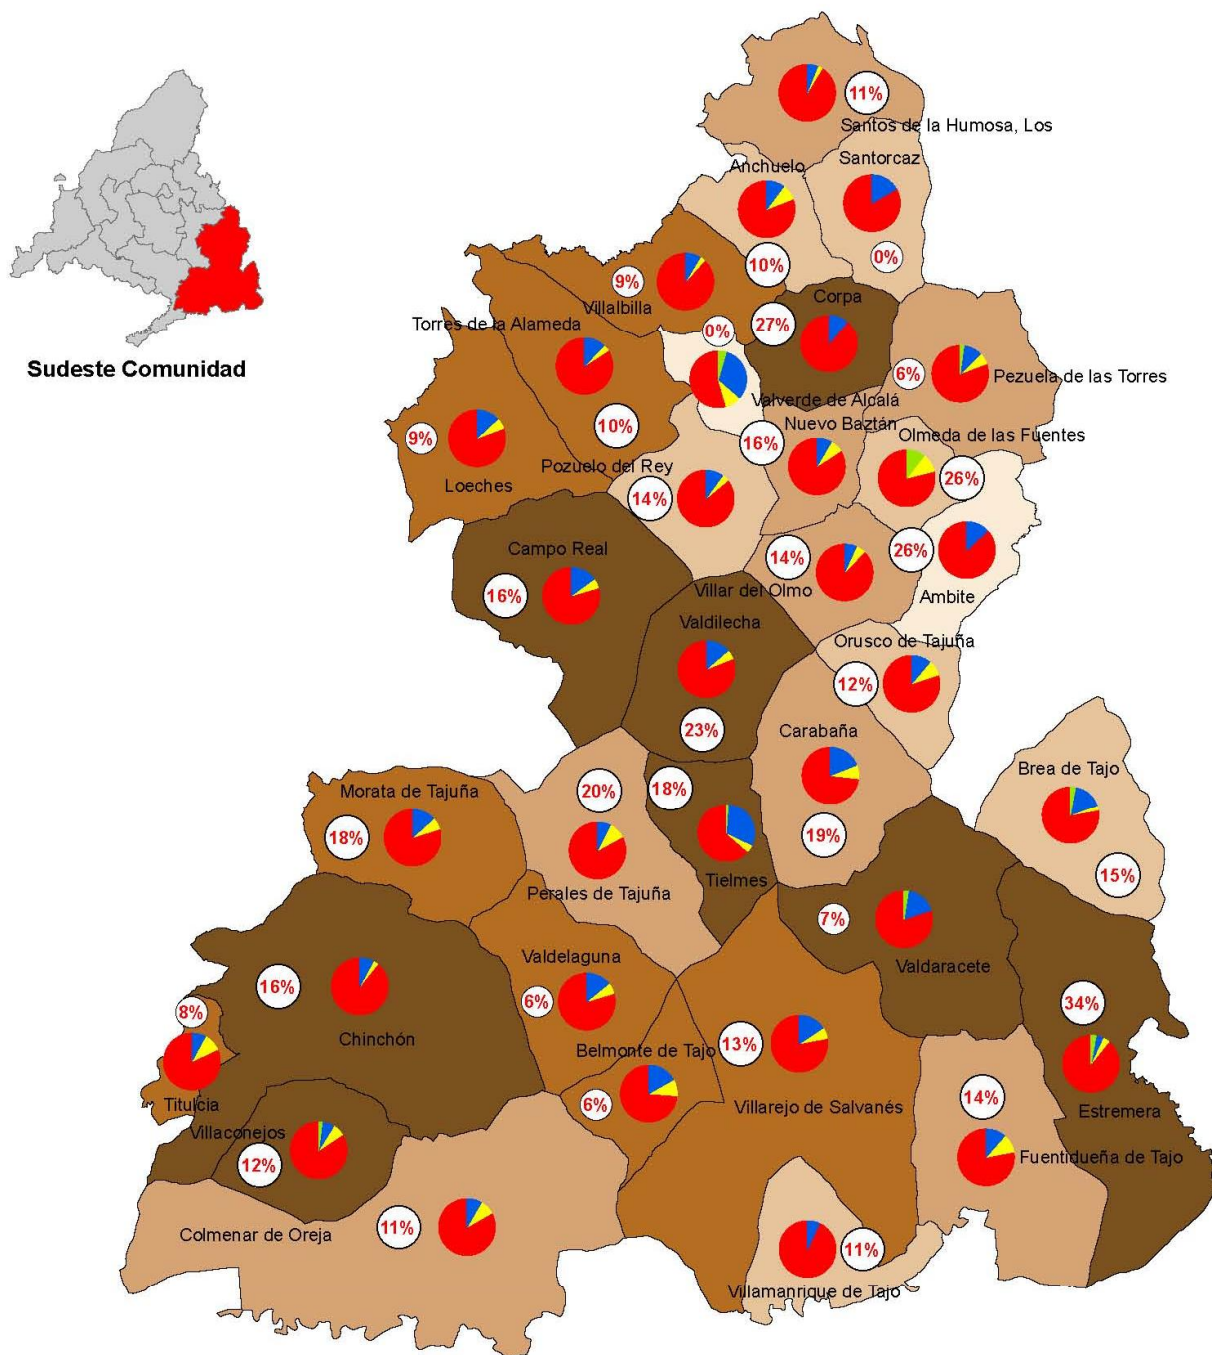 11%
Santos de la Humosa, Los
Anchuelo
Santorcaz
10%
0%
9%
Villalbilla
Corpa
27%
0%
Torres de la Alameda
Sudeste Comunidad
6%
Pezuela de las Torres
Valverde de Alcalá
10%
9%
Loeches
16%
Nuevo Baztán
Olmeda de las Fuentes
26%
Pozuelo del Rey
14%
Campo Real
16%
14%
Villar del Olmo
26%
Ambite
Valdilecha
23%
Orusco de Tajuña
12%
Carabaña
19%
Brea de Tajo
15%
Morata de Tajuña
18%
20%
Perales de Tajuña
18%
Tielmes
7%
Valdaracete
Valdelaguna
6%
16%
Chinchón
8%
Titulcia
34%
Estremera
Belmonte de Tajo
6%
13%
Villarejo de Salvanés
14%
Fuentidueña de Tajo
Villaconejos
12%
Colmenar de Oreja
11%
11%
Villamanrique de Tajo